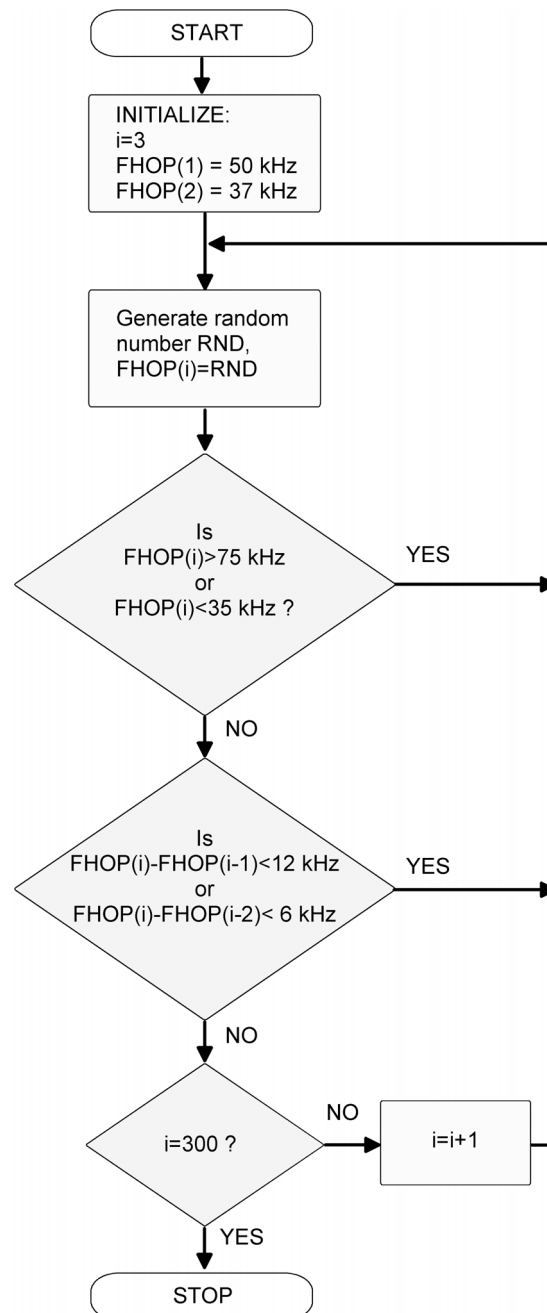 START
INITIALIZE:
i=3
FHOP(1) = 50 kHz
FHOP(2) = 37 kHz
Generate random
number RND,
FHOP(i)=RND
Is
FHOP(i)>75 kHz
or
FHOP(i)<35 kHz ?
YES
NO
Is
FHOP(i)-FHOP(i-1)<12 kHz
or
FHOP(i)-FHOP(i-2)< 6 kHz
YES
NO
i=300 ?
NO
i=i+1
YES
STOP